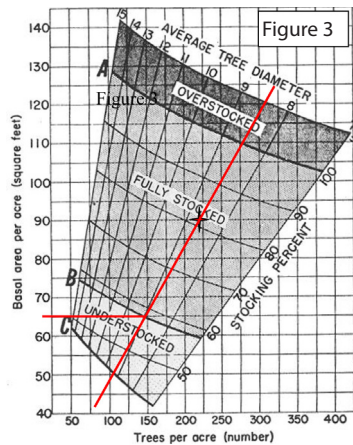 Figure 3
AVERAGE TREE DIAMETER
15 14 13 12 11 10 9 8
A
Figure 3
OVERSTOCKED
FULLY STOCKED
B
UNDERSTOCKED
C
100
90
80
70
60
50
STOCKING PERCENT
Basal area per acre (square feet)
140
130
120
110
100
90
80
70
60
50
40
50 100 150 200 250 300 350 400
Trees per acre (number)